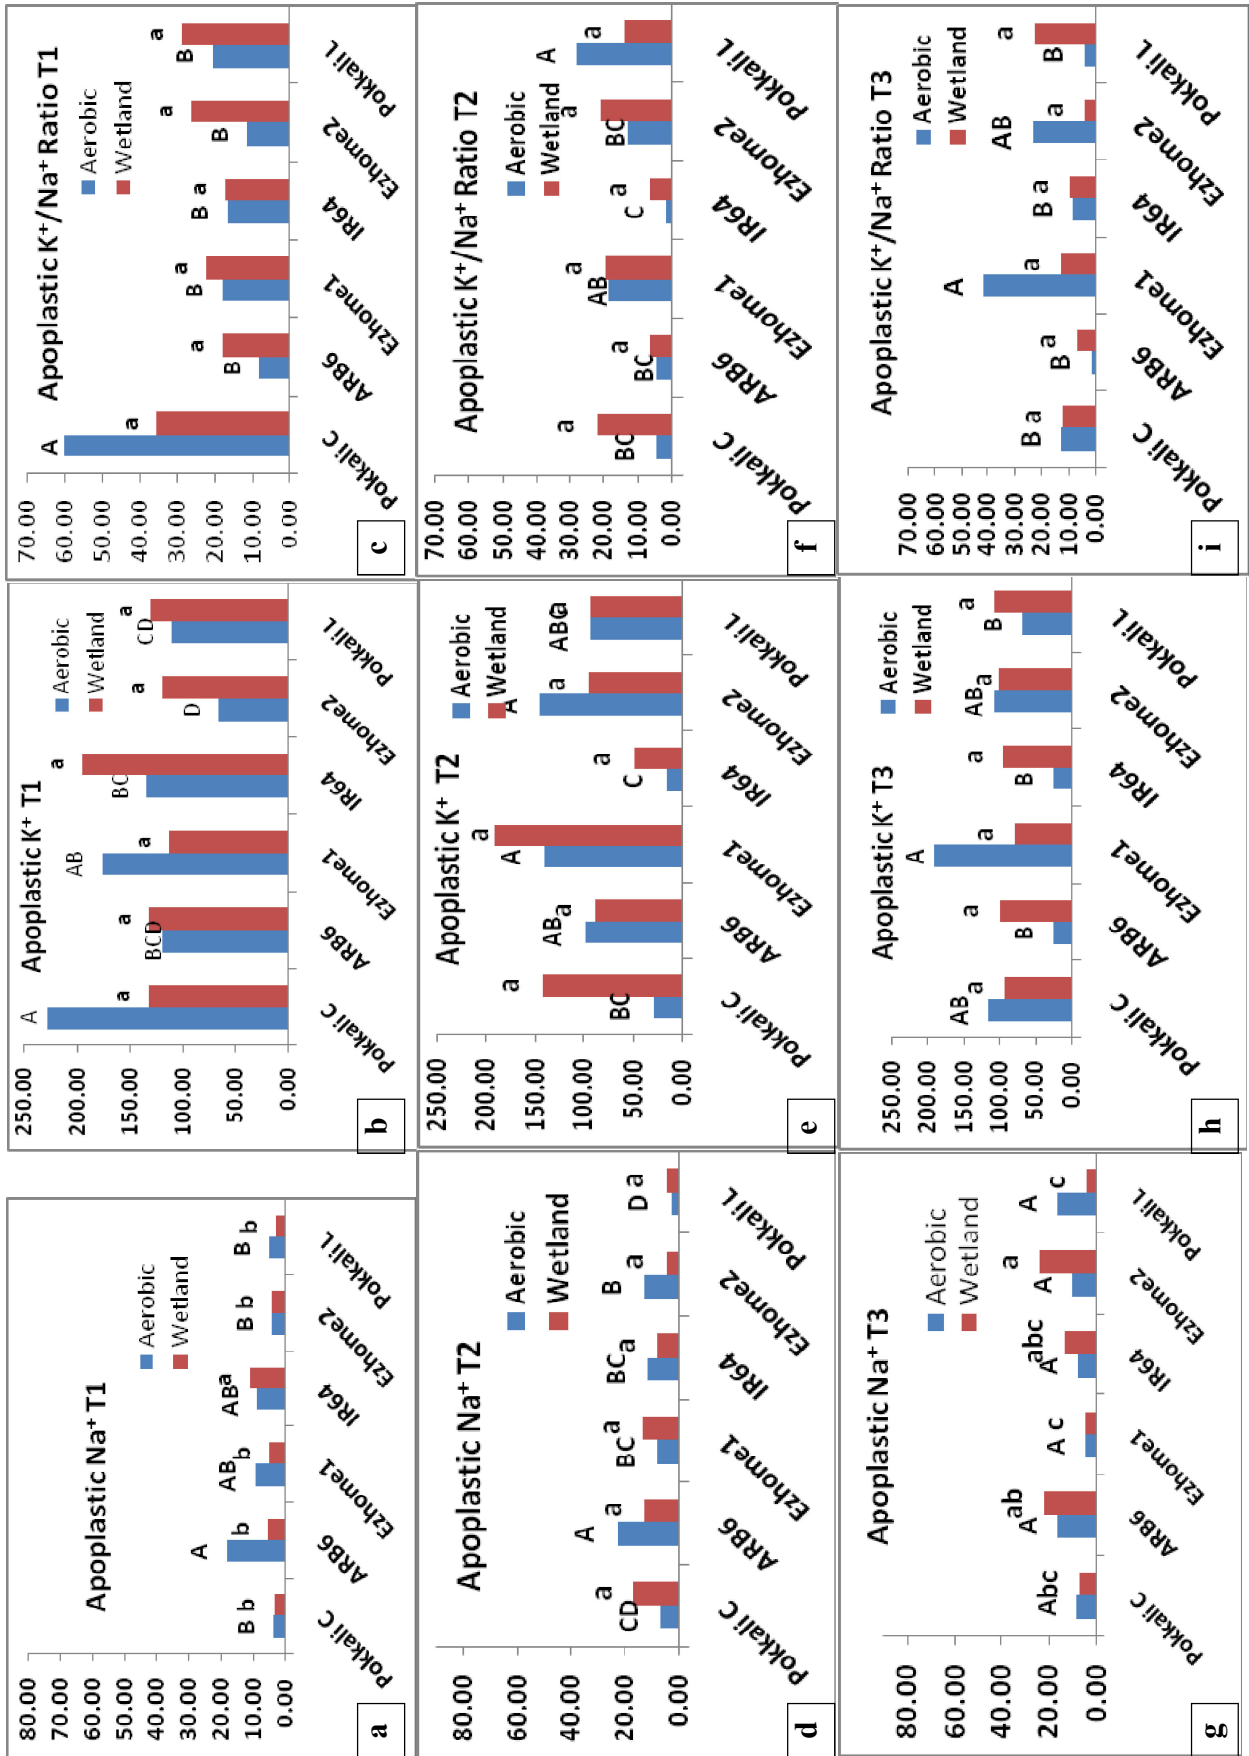 Apoplastic Na⁺ T1
Aerobic
Wetland
80.00
70.00
60.00
50.00
40.00
30.00
20.00
10.00
0.00
B b
A
b
AB
b
AB
a
B b
B b
Pokkali C
ARB6
Ezhome1
IR64
Ezhome2
Pokkali L
a
Apoplastic K⁺ T1
Aerobic
Wetland
250.00
200.00
150.00
100.00
50.00
0.00
A
a
BCD
a
AB
a
BC
a
D
a
CD
a
Pokkali C
ARB6
Ezhome1
IR64
Ezhome2
Pokkali L
b
Apoplastic K⁺/Na⁺ Ratio T1
Aerobic
Wetland
70.00
60.00
50.00
40.00
30.00
20.00
10.00
0.00
A
a
B
a
B
a
B a
B
a
B
a
Pokkali C
ARB6
Ezhome1
IR64
Ezhome2
Pokkali L
c
Apoplastic Na⁺ T2
Aerobic
Wetland
80.00
60.00
40.00
20.00
0.00
CD
a
A
a
BC
a
BC
a
B
a
D a
Pokkali C
ARB6
Ezhome1
IR64
Ezhome2
Pokkali L
d
Apoplastic K⁺ T2
Aerobic
Wetland
250.00
200.00
150.00
100.00
50.00
0.00
BC
a
AB
a
A
a
C
a
A
a
ABC
a
Pokkali C
ARB6
Ezhome1
IR64
Ezhome2
Pokkali L
e
Apoplastic K⁺/Na⁺ Ratio T2
Aerobic
Wetland
70.00
60.00
50.00
40.00
30.00
20.00
10.00
0.00
BC
a
BC
a
AB
a
C
a
BC
a
A
a
Pokkali C
ARB6
Ezhome1
IR64
Ezhome2
Pokkali L
f
Apoplastic Na⁺ T3
Aerobic
Wetland
80.00
60.00
40.00
20.00
0.00
Abc
A
ab
A c
A
abc
A
a
A
c
Pokkali C
ARB6
Ezhome1
IR64
Ezhome2
Pokkali L
g
Apoplastic K⁺ T3
Aerobic
Wetland
250.00
200.00
150.00
100.00
50.00
0.00
AB
a
B
a
A
a
B
a
AB
a
B
a
Pokkali C
ARB6
Ezhome1
IR64
Ezhome2
Pokkali L
h
Apoplastic K⁺/Na⁺ Ratio T3
Aerobic
Wetland
70.00
60.00
50.00
40.00
30.00
20.00
10.00
0.00
B a
B
a
A
a
B a
AB
a
B
a
Pokkali C
ARB6
Ezhome1
IR64
Ezhome2
Pokkali L
i